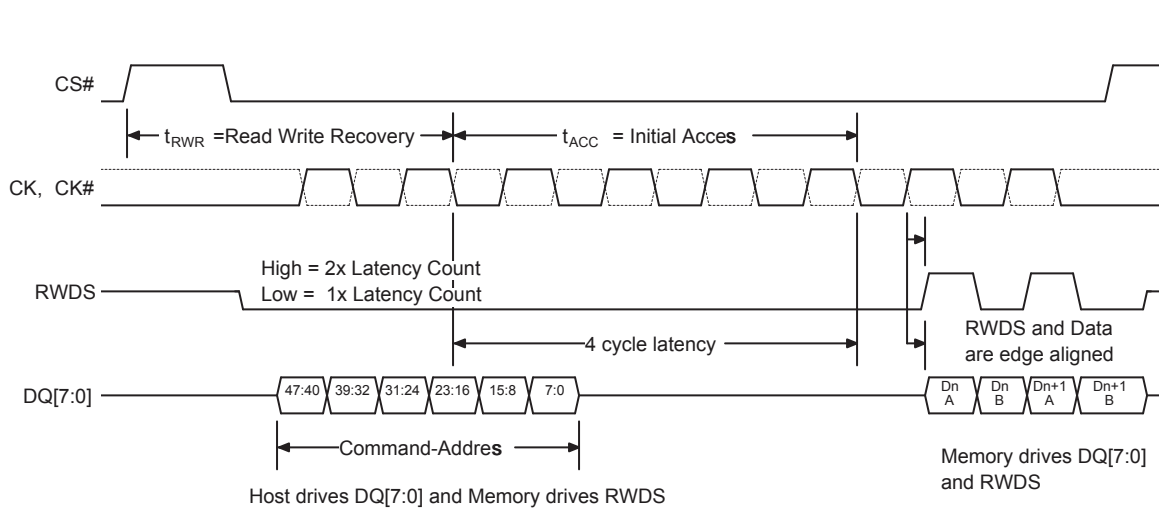 CS#
tRWR =Read Write Recovery
tACC = Initial Acces
CK, CK#
High = 2x Latency Count
Low = 1x Latency Count
RWDS
4 cycle latency
RWDS and Data
are edge aligned
DQ[7:0]
47:40 39:32 31:24 23:16 15:8 7:0
Dn Dn Dn+1 Dn+1
A B A B
Command-Addres
Memory drives DQ[7:0]
and RWDS
Host drives DQ[7:0] and Memory drives RWDS